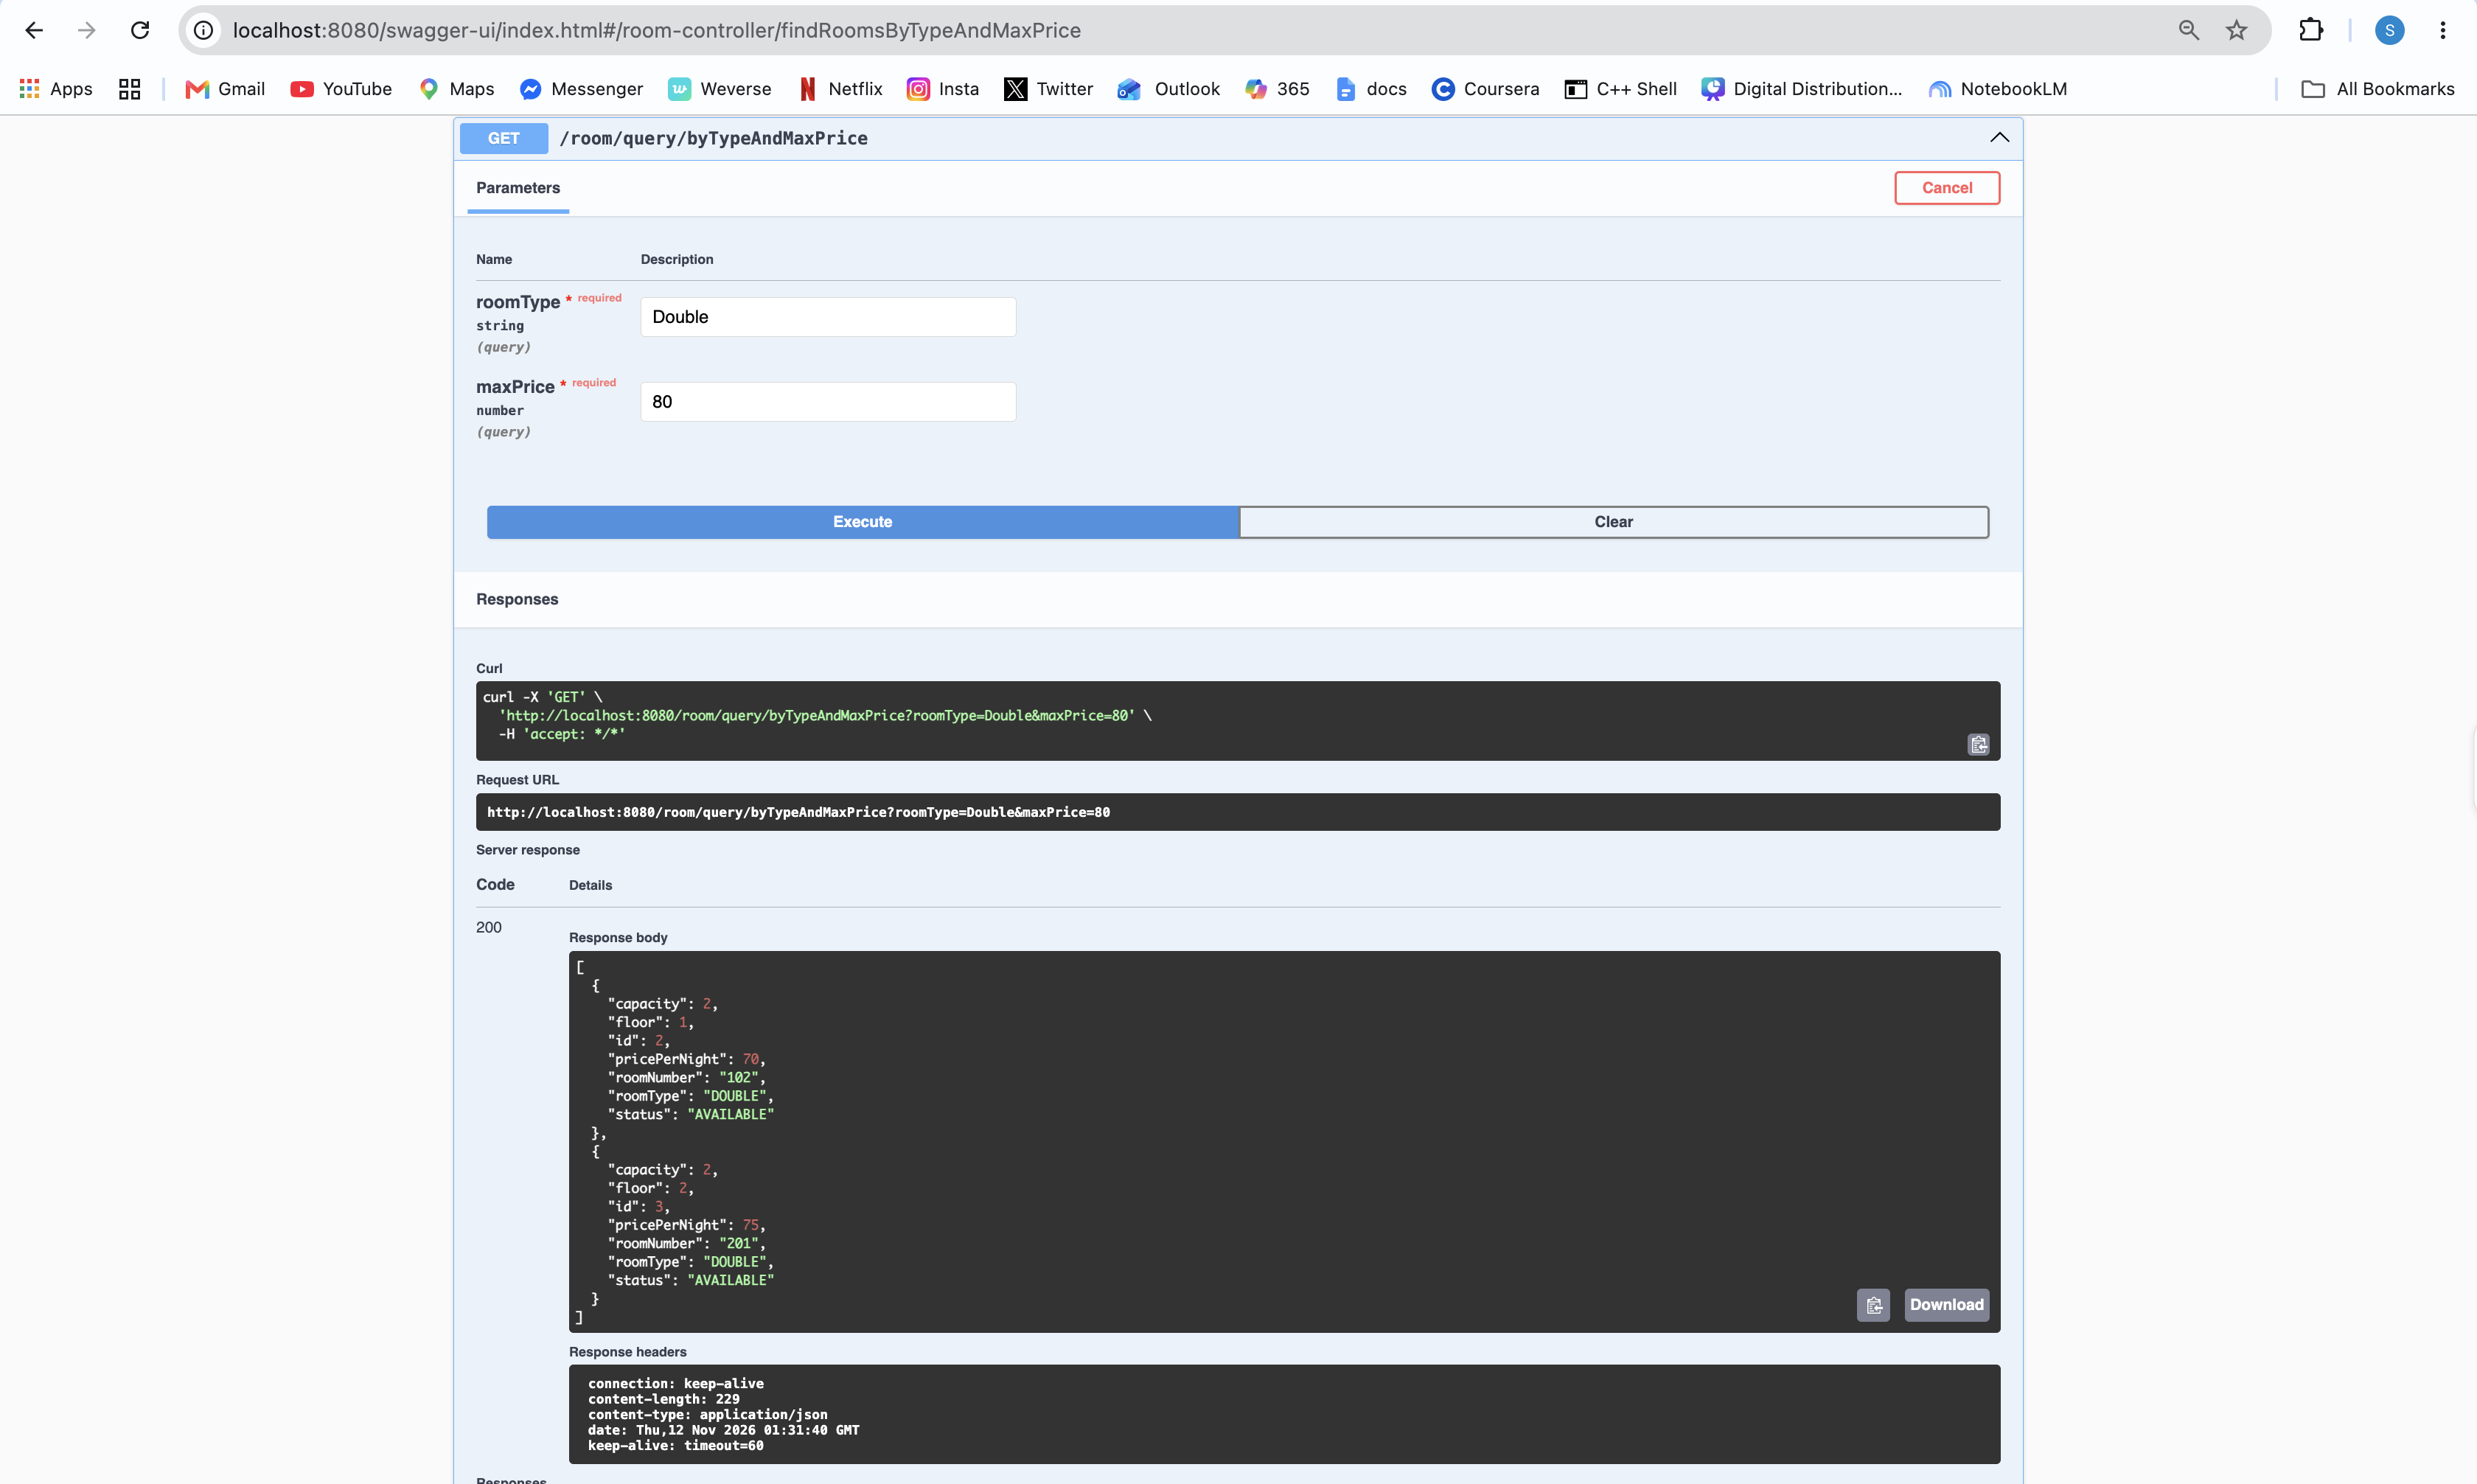 localhost:8080/swagger-ui/index.html#/room-controller/findRoomsByTypeAndMaxPrice
S
Apps Gmail YouTube Maps Messenger Weverse Netflix Insta Twitter Outlook 365 docs Coursera C++ Shell Digital Distribution... NotebookLM All Bookmarks
GET /room/query/byTypeAndMaxPrice
Parameters Cancel
Name Description
roomType * required
string
(query)
Double
maxPrice * required
number
(query)
80
Execute Clear
Responses
Curl
curl -X 'GET' \
  'http://localhost:8080/room/query/byTypeAndMaxPrice?roomType=Double&maxPrice=80' \
  -H 'accept: */*'
Request URL
http://localhost:8080/room/query/byTypeAndMaxPrice?roomType=Double&maxPrice=80
Server response
Code Details
200
Response body
[
  {
    "capacity": 2,
    "floor": 1,
    "id": 2,
    "pricePerNight": 70,
    "roomNumber": "102",
    "roomType": "DOUBLE",
    "status": "AVAILABLE"
  },
  {
    "capacity": 2,
    "floor": 2,
    "id": 3,
    "pricePerNight": 75,
    "roomNumber": "201",
    "roomType": "DOUBLE",
    "status": "AVAILABLE"
  }
]
Download
Response headers
connection: keep-alive
content-length: 229
content-type: application/json
date: Thu,12 Nov 2026 01:31:40 GMT
keep-alive: timeout=60
Responses